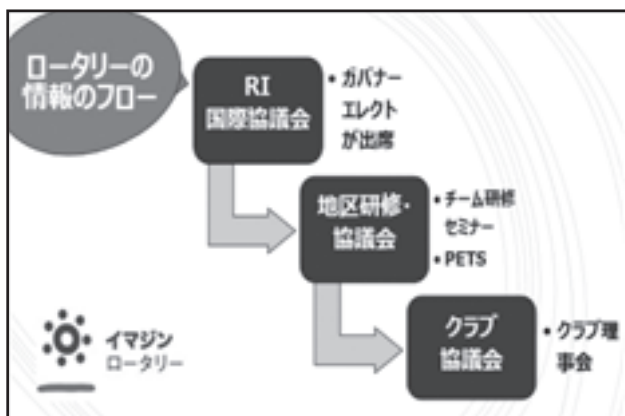 ロータリーの
情報のフロー
RI
国際協議会
• ガバナー
エレクト
が出席
地区研修・
協議会
• チーム研修
セミナー
• PETS
クラブ
協議会
• クラブ理
事会
イマジン
ロータリー